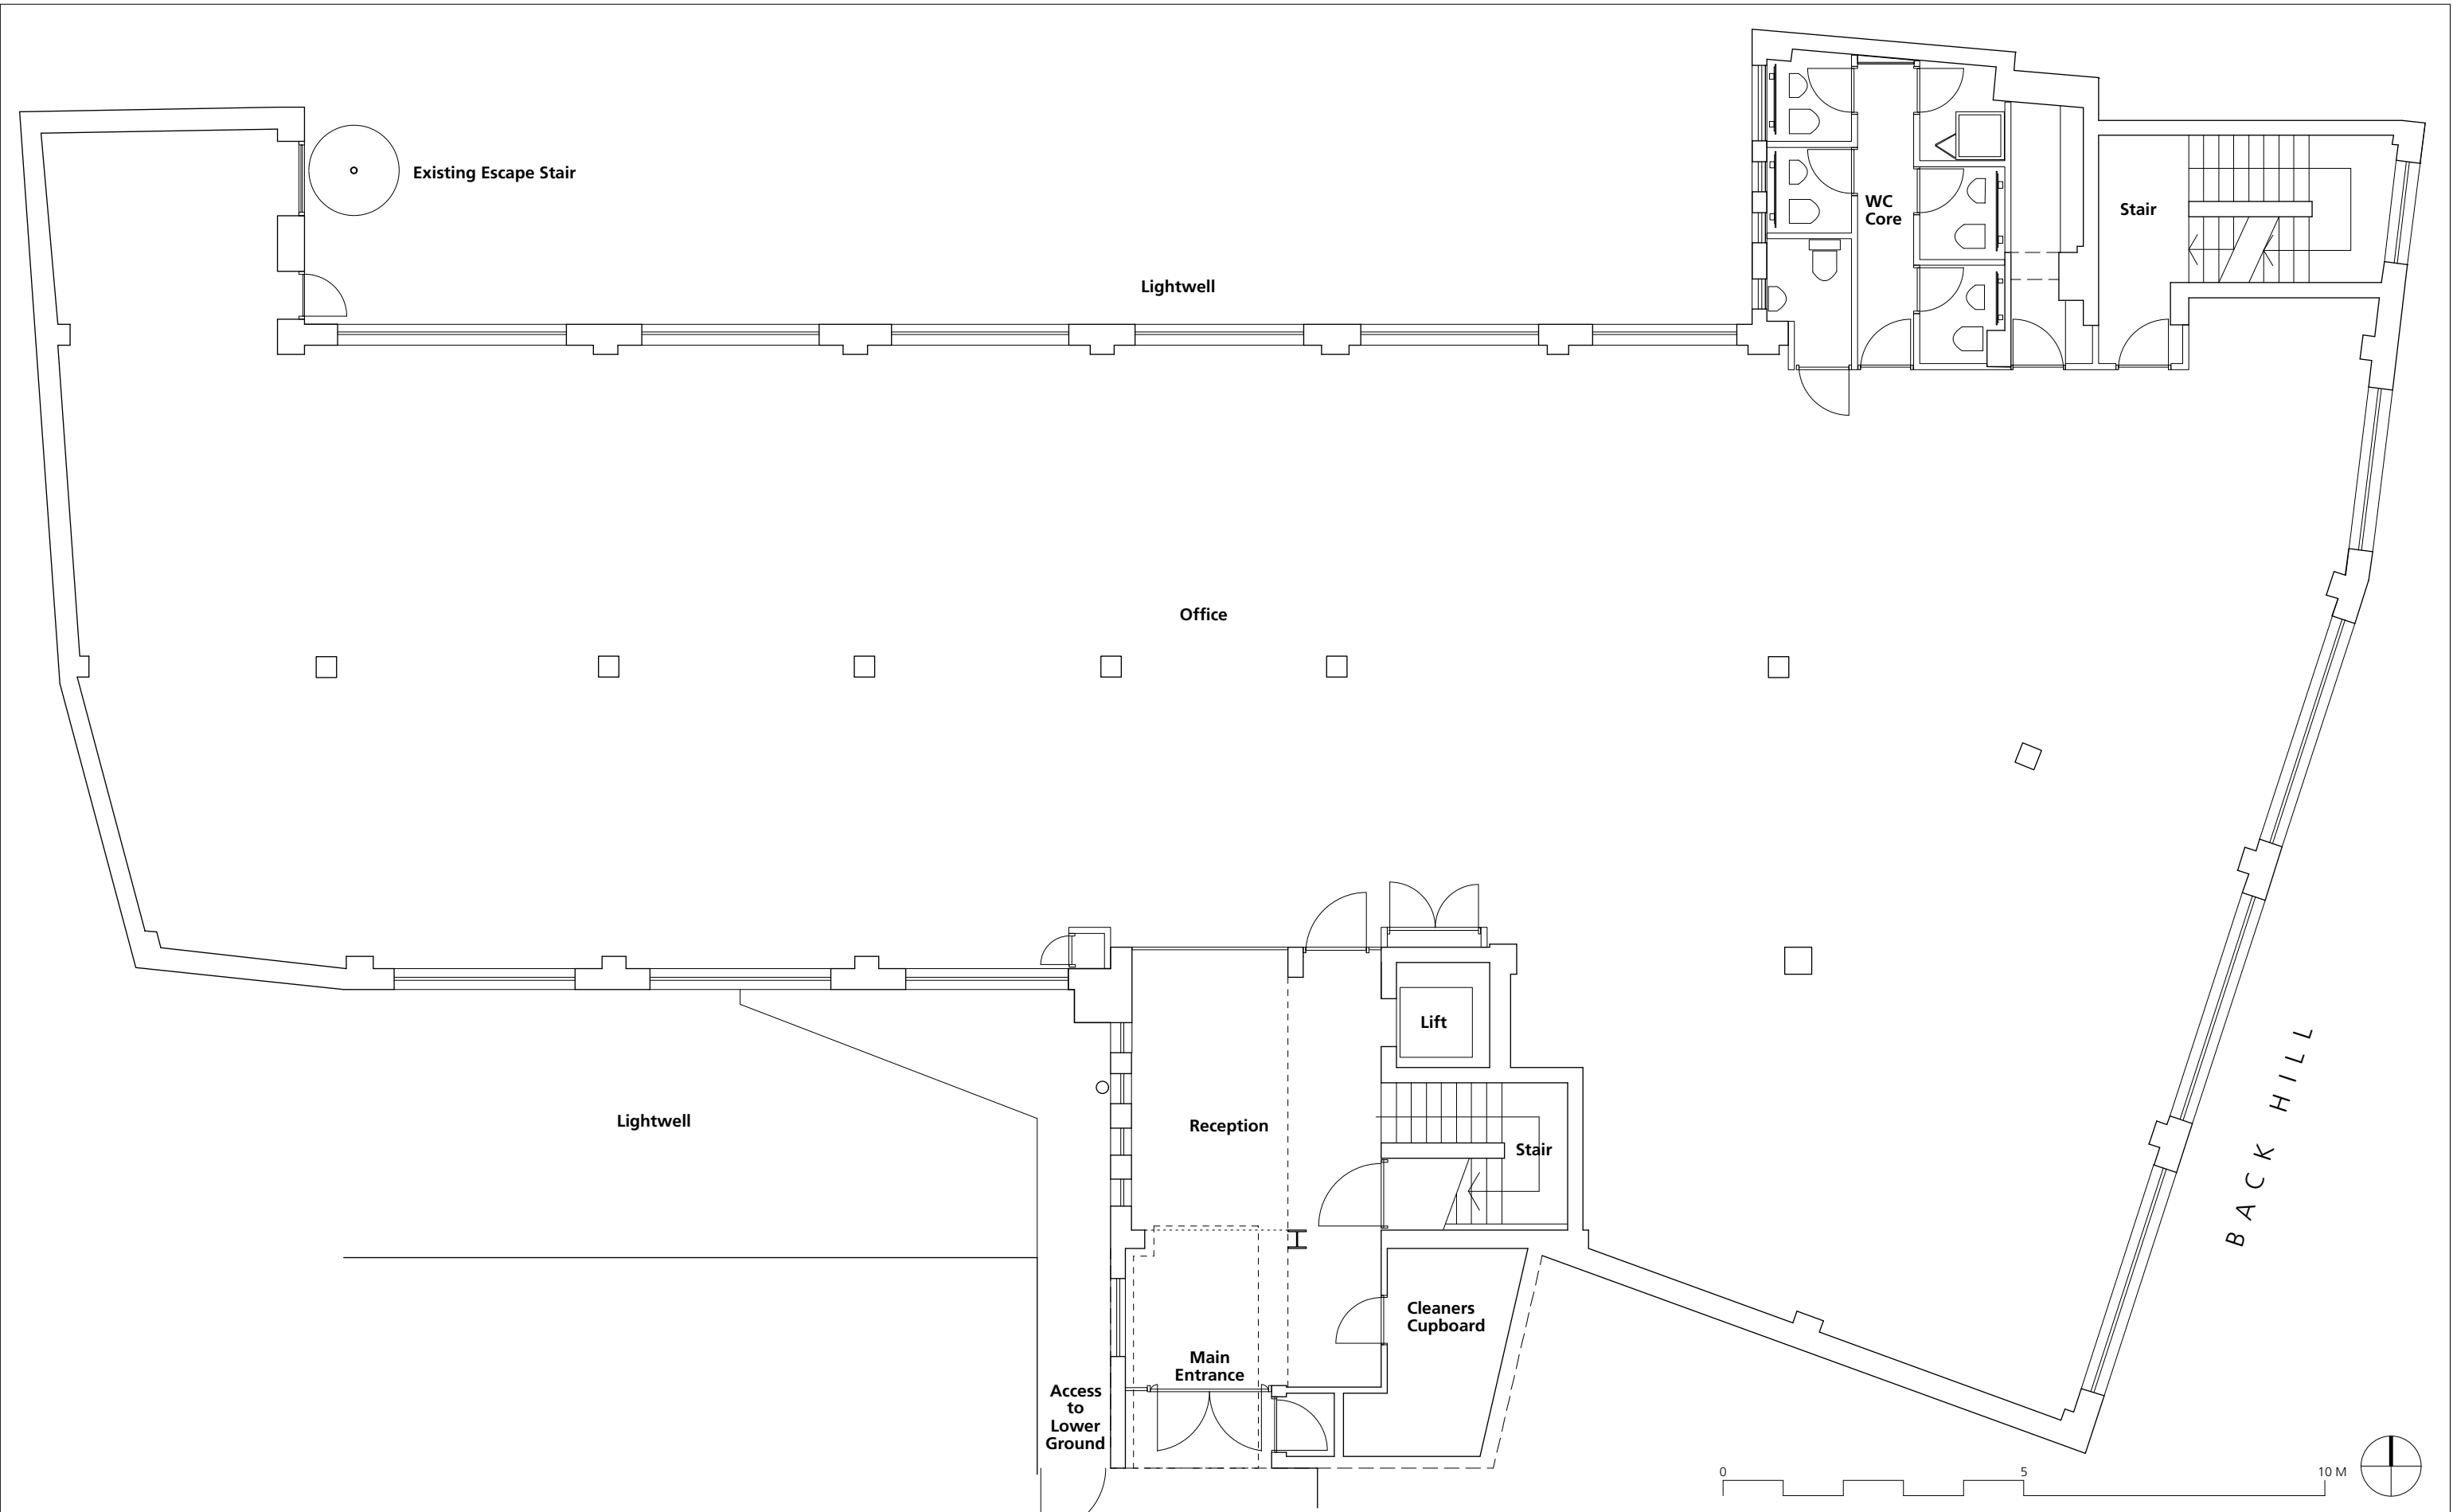 Existing Escape Stair
WC
Core
Stair
Lightwell
Office
Lift
Lightwell
Reception
Stair
BACK HILL
Cleaners
Cupboard
Main
Entrance
Access
to
Lower
Ground
0 5 10 M